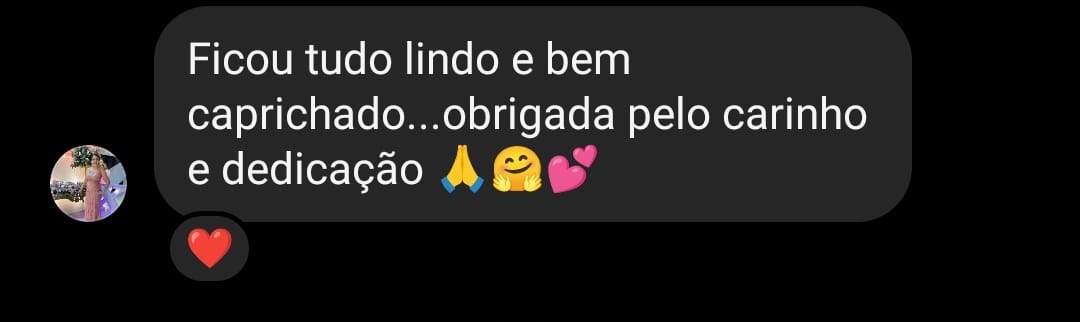 Ficou tudo lindo e bem
caprichado...obrigada pelo carinho
e dedicação 🙏🤗💕
❤️